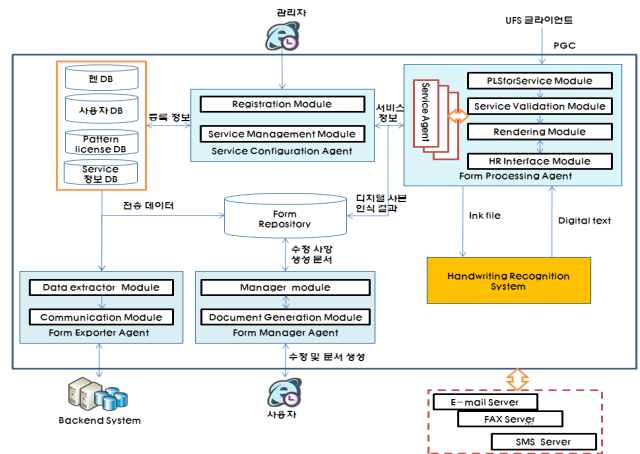 관리자
UFS 클라이언트
PGC
펜 DB
사용자 DB
Pattern
license DB
Service
정보 DB
등록 정보
Registration Module
Service Management Module
Service Configuration Agent
서비스
정보
Service Agent
PLSforService Module
Service Validation Module
Rendering Module
HR Interface Module
Form Processing Agent
전송 데이터
Form
Repository
디지털 사본
인식 결과
Ink file
Digital text
수정 사항
생성 문서
Handwriting Recognition
System
Data extractor Module
Communication Module
Form Exporter Agent
Manager module
Document Generation Module
Form Manager Agent
수정 및 문서 생성
Backend System
사용자
E-mail Server
FAX Server
SMS Server